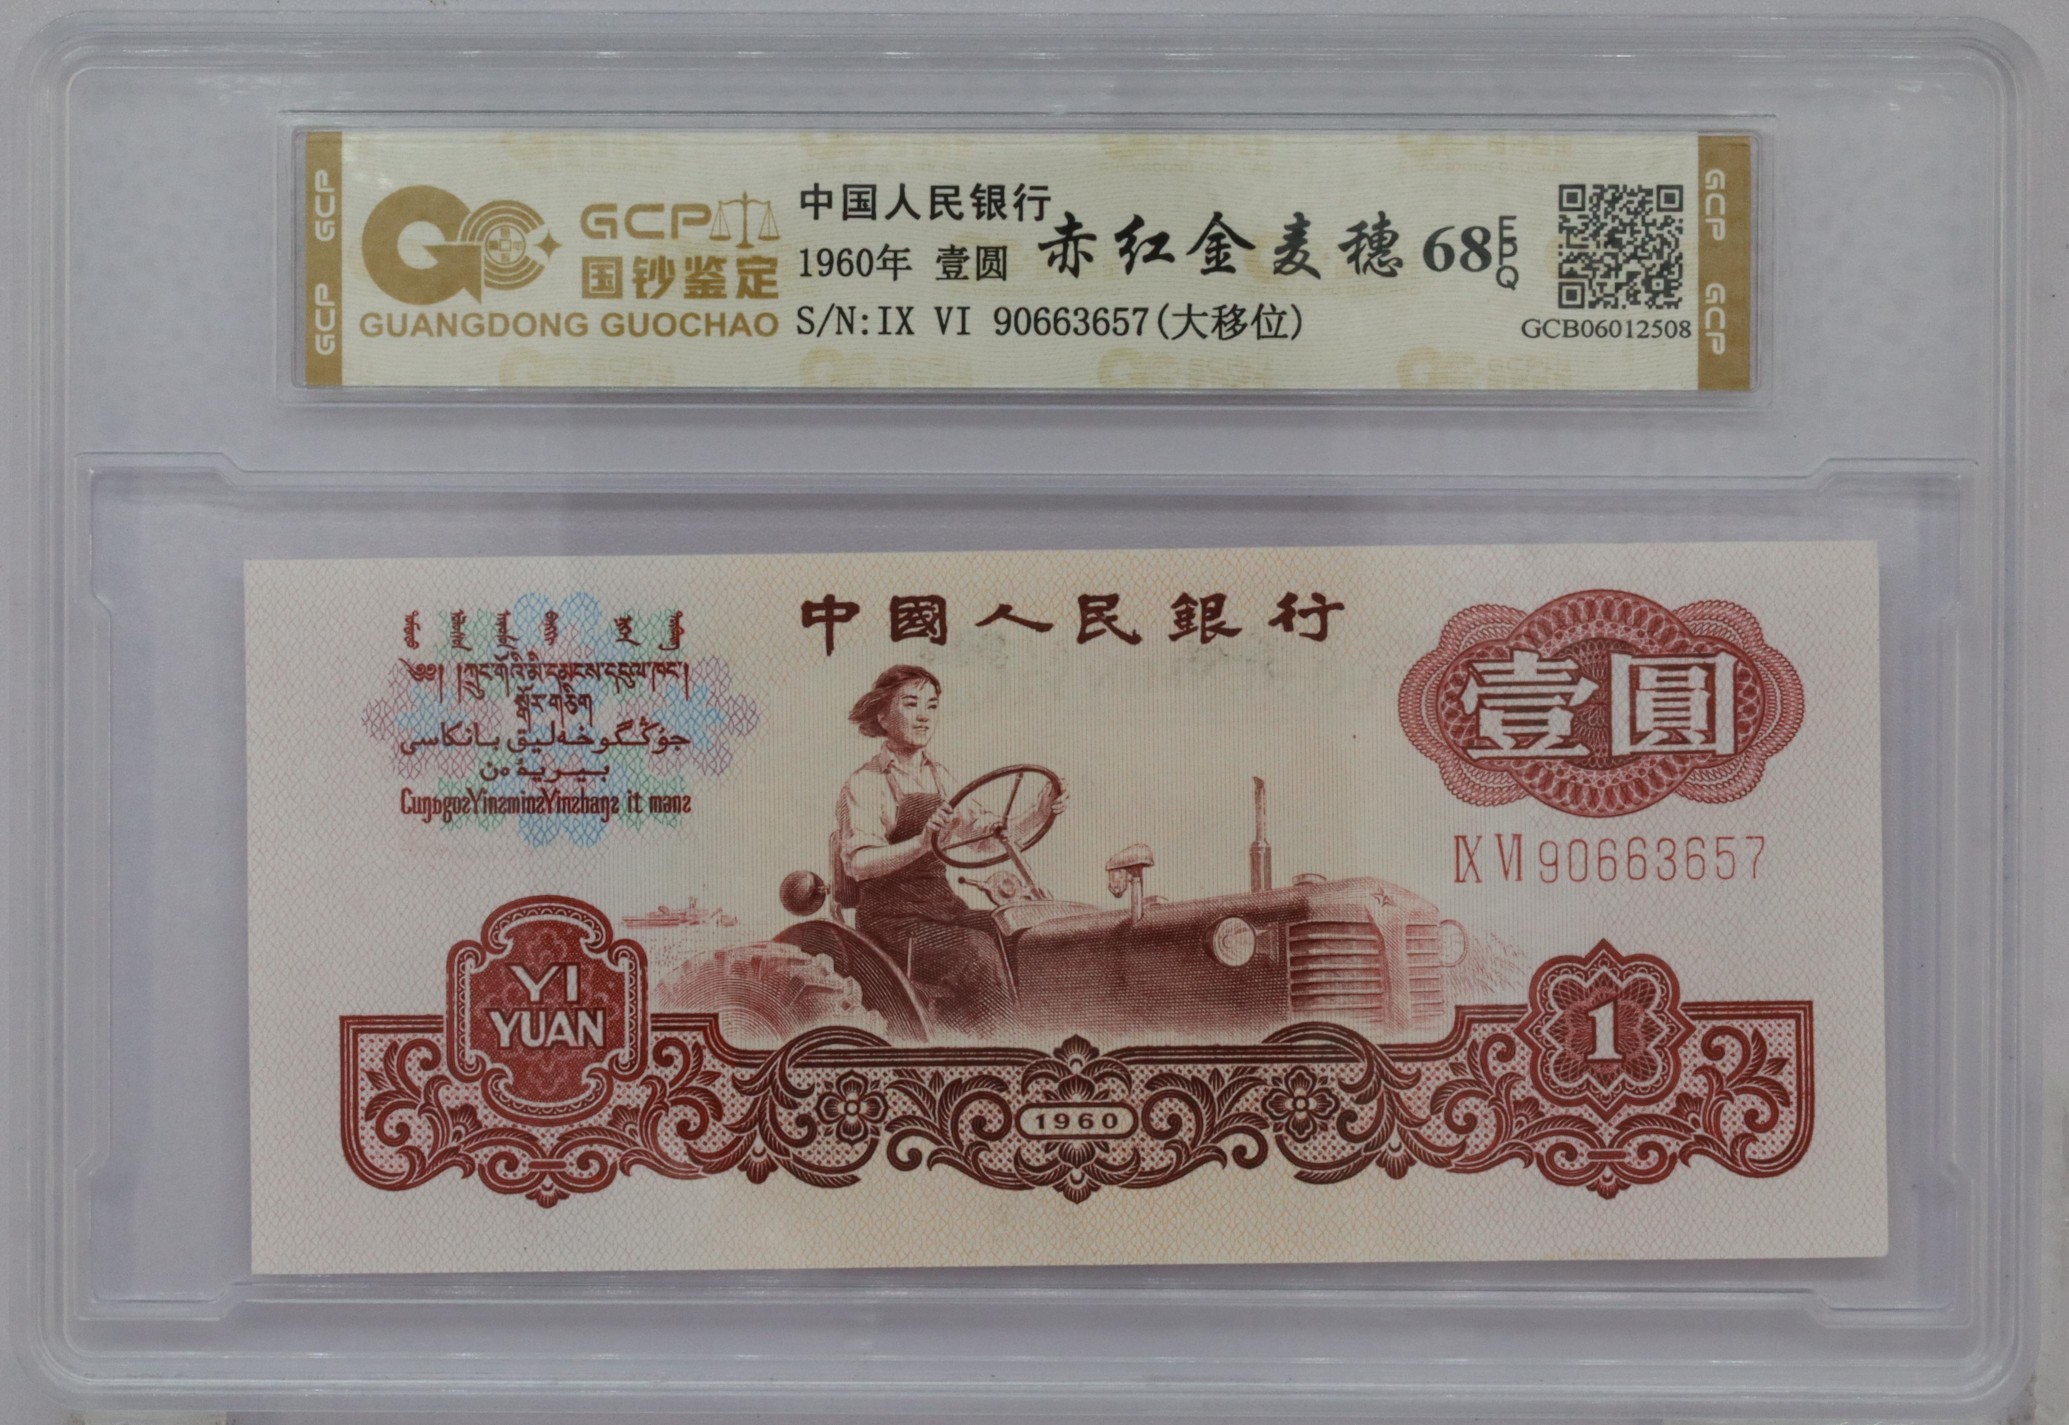 GCP
GCP
GCP
国钞鉴定
GUANGDONG GUOCHAO
中国人民银行
1960年 壹圆
S/N:IX VI 90663657(大移位)
赤红金麦穗 68 EPQ
GCB06012508
GCP
GCP
中國人民銀行
壹圓
IX VI 90663657
YI
YUAN
1960
1